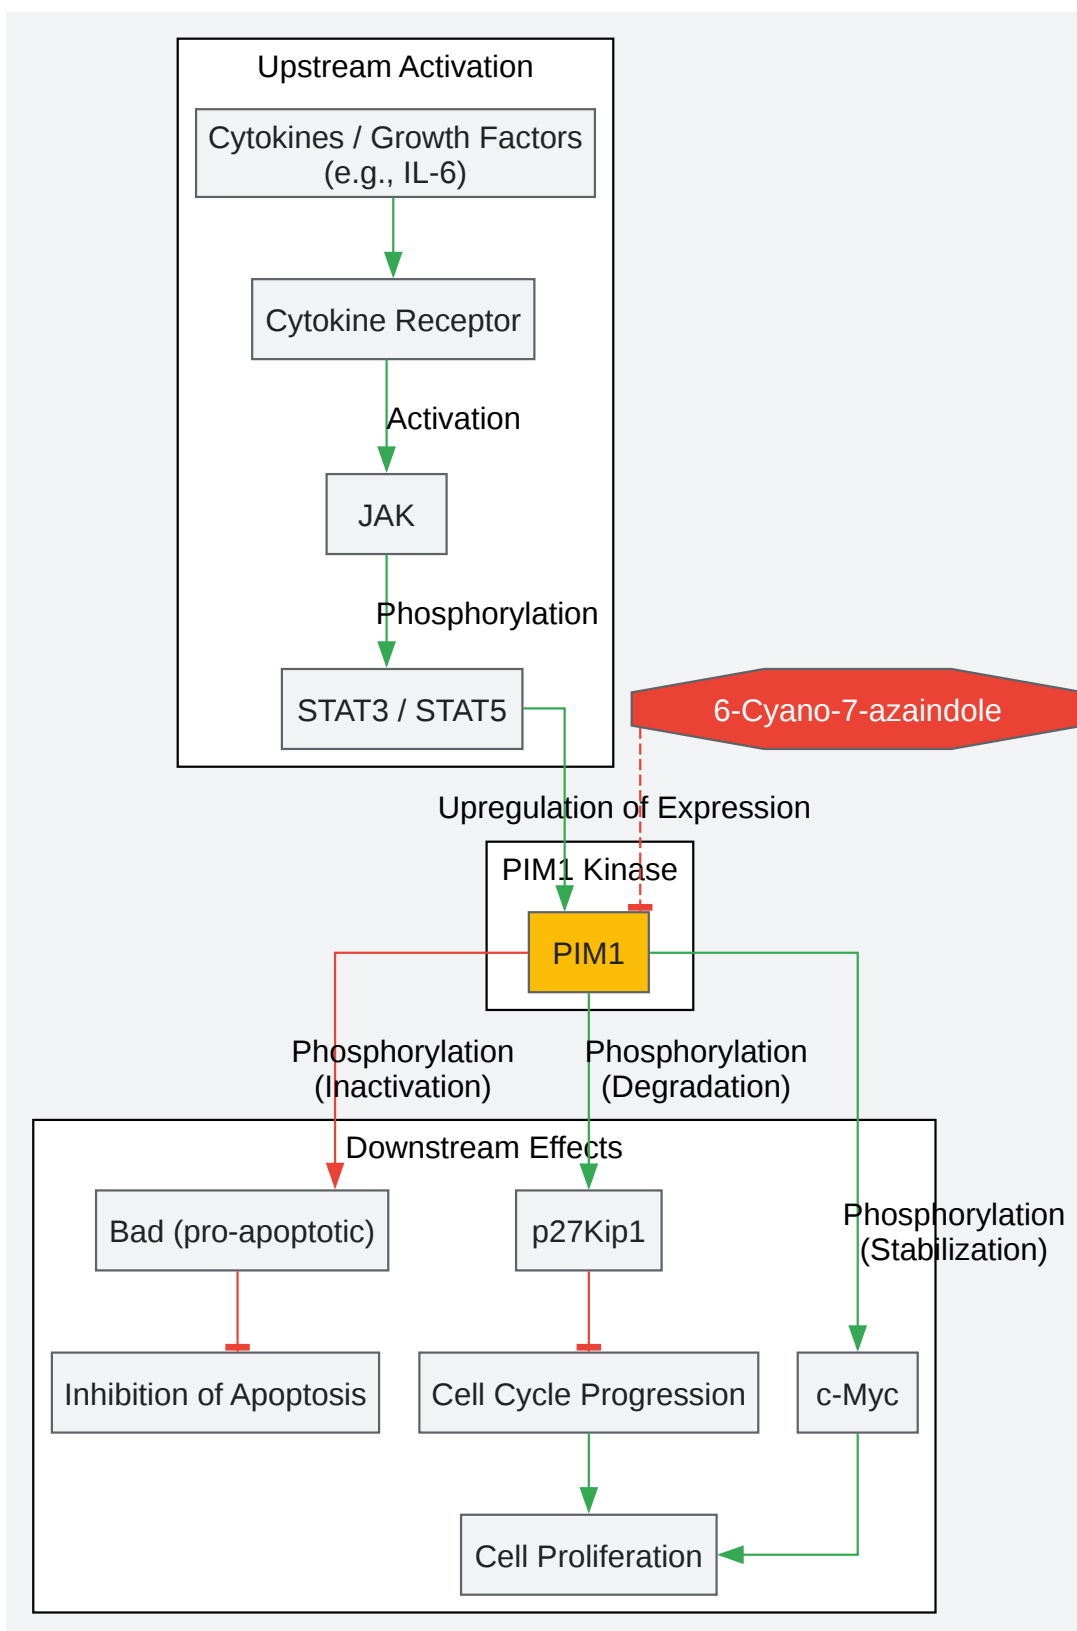 Upstream Activation
Cytokines / Growth Factors
(e.g., IL-6)
Cytokine Receptor
Activation
JAK
Phosphorylation
STAT3 / STAT5
6-Cyano-7-azaindole
Upregulation of Expression
PIM1 Kinase
PIM1
Phosphorylation
(Inactivation)
Phosphorylation
(Degradation)
Downstream Effects
Phosphorylation
(Stabilization)
Bad (pro-apoptotic)
p27Kip1
Inhibition of Apoptosis
Cell Cycle Progression
c-Myc
Cell Proliferation